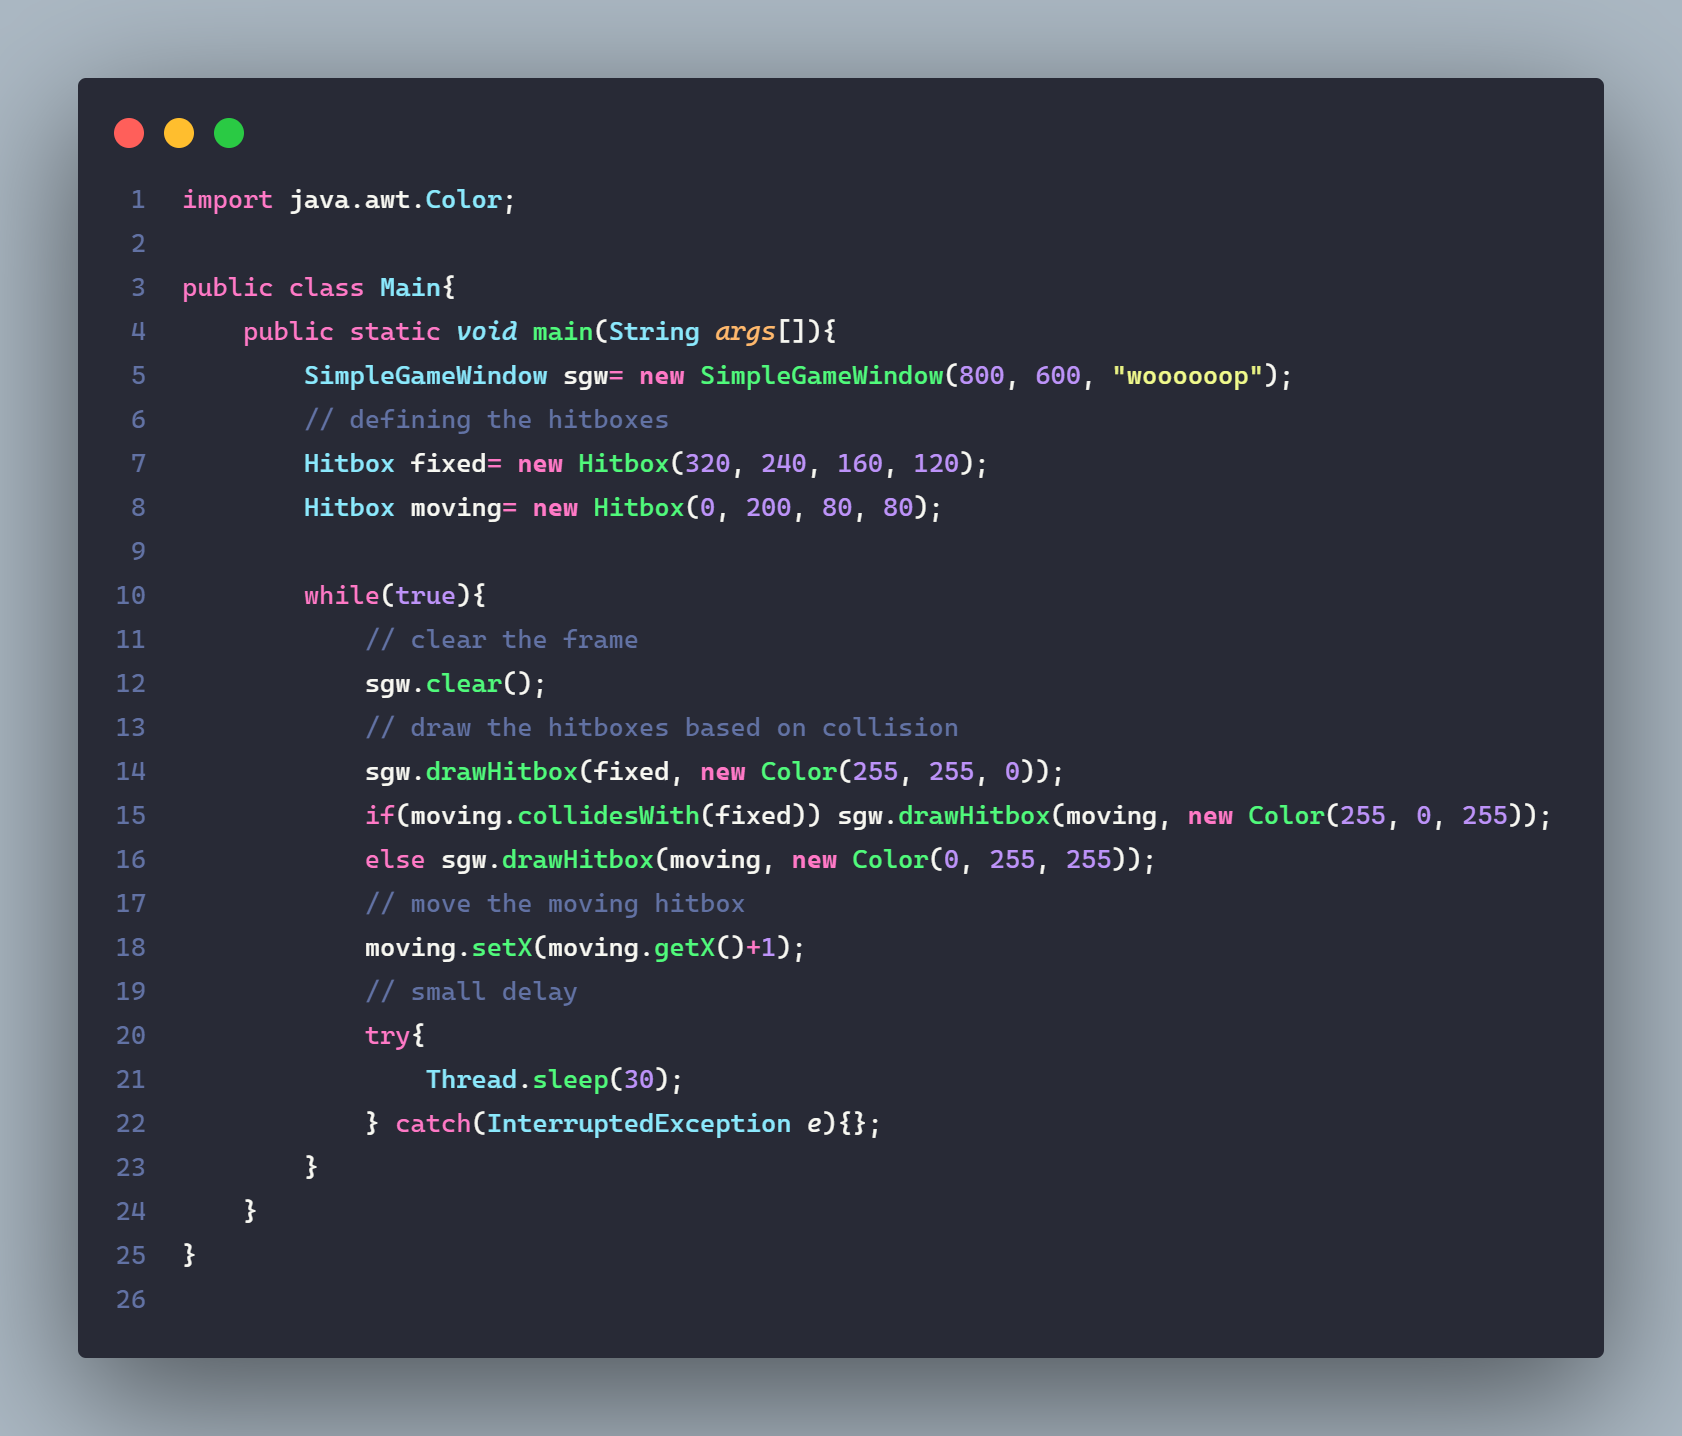 1 import java.awt.Color;
2
3 public class Main{
4     public static void main(String args[]){
5         SimpleGameWindow sgw= new SimpleGameWindow(800, 600, "woooooop");
6         // defining the hitboxes
7         Hitbox fixed= new Hitbox(320, 240, 160, 120);
8         Hitbox moving= new Hitbox(0, 200, 80, 80);
9
10         while(true){
11             // clear the frame
12             sgw.clear();
13             // draw the hitboxes based on collision
14             sgw.drawHitbox(fixed, new Color(255, 255, 0));
15             if(moving.collidesWith(fixed)) sgw.drawHitbox(moving, new Color(255, 0, 255));
16             else sgw.drawHitbox(moving, new Color(0, 255, 255));
17             // move the moving hitbox
18             moving.setX(moving.getX()+1);
19             // small delay
20             try{
21                 Thread.sleep(30);
22             } catch(InterruptedException e){};
23         }
24     }
25 }
26